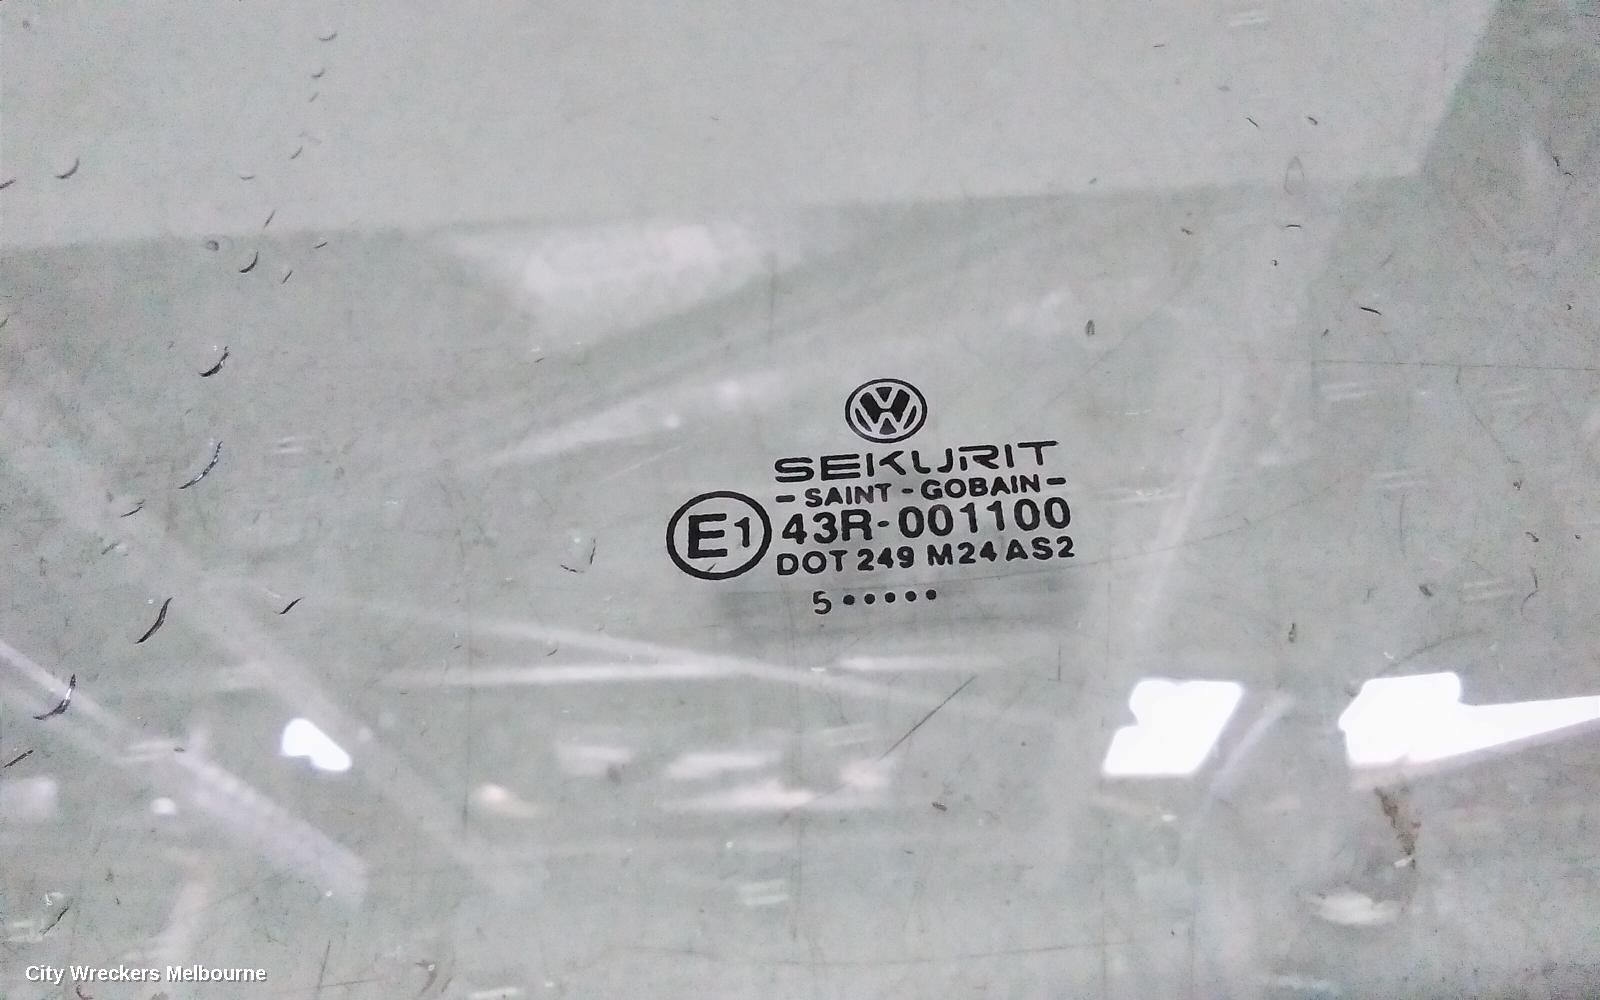 SEKURIT
- SAINT - GOBAIN -
E1 43R-001100
DOT 249 M24 AS2
5 •••••
City Wreckers Melbourne